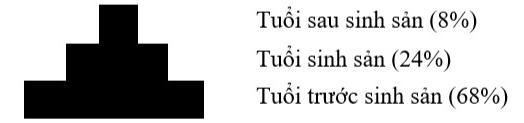 Tuổi sau sinh sản (8%)
Tuổi sinh sản (24%)
Tuổi trước sinh sản (68%)